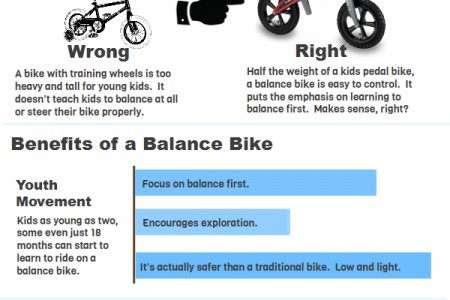 Wrong
Right
A bike with training wheels is too
heavy and tall for young kids. It
doesn't teach kids to balance at all
or steer their bike properly.
Half the weight of a kids pedal bike,
a balance bike is easy to control. It
puts the emphasis on learning to
balance first. Makes sense, right?
Benefits of a Balance Bike
Youth
Movement
Kids as young as two,
some even just 18
months can start to
learn to ride on a
balance bike.
Focus on balance first.
Encourages exploration.
It's actually safer than a traditional bike. Low and light.